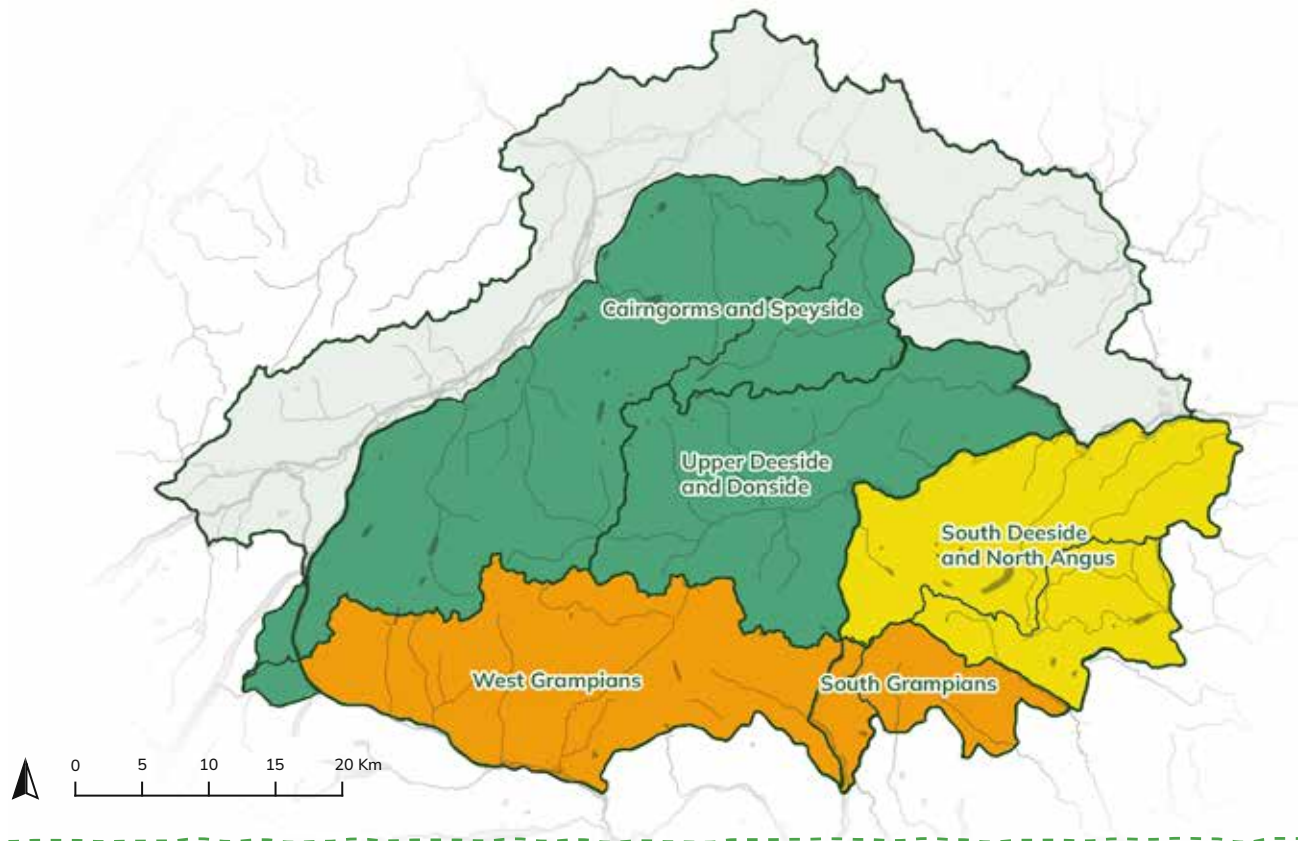 Cairngorms and Speyside
Upper Deeside
and Donside
South Deeside
and North Angus
West Grampians
South Grampians
0 5 10 15 20 Km